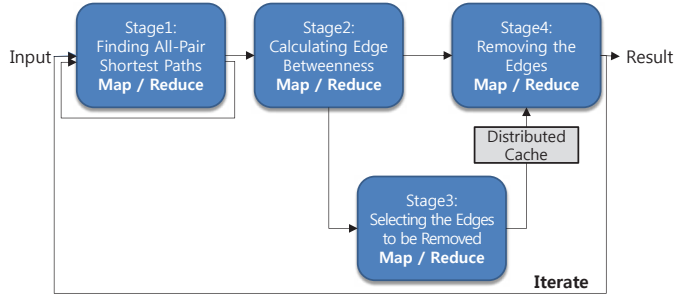 Input
Stage1:
Finding All-Pair
Shortest Paths
Map / Reduce
Stage2:
Calculating Edge
Betweenness
Map / Reduce
Stage4:
Removing the
Edges
Map / Reduce
Result
Distributed
Cache
Stage3:
Selecting the Edges
to be Removed
Map / Reduce
Iterate